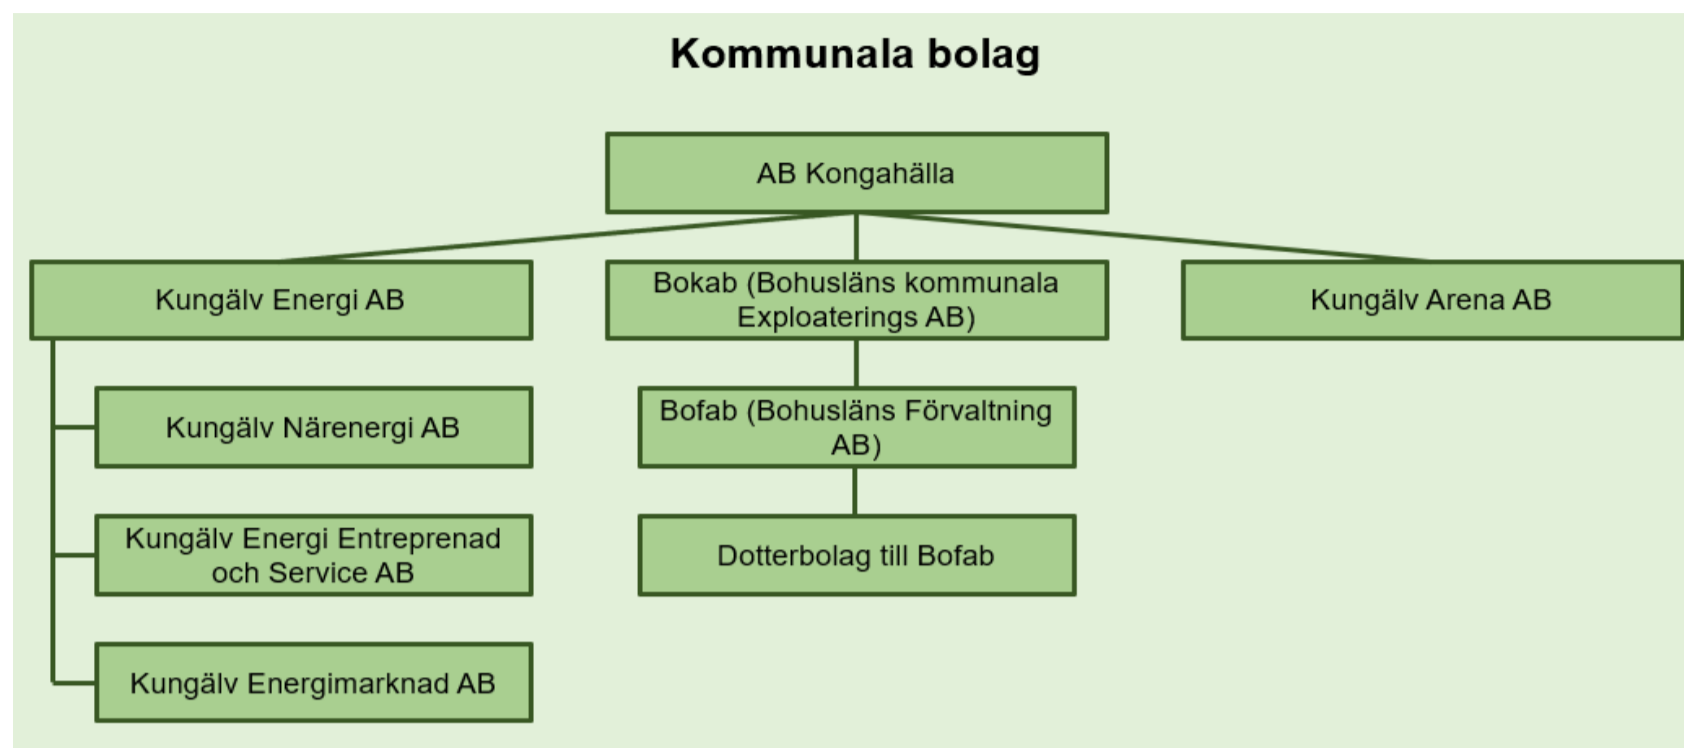 Kommunala bolag
AB Kongahälla
Kungälv Energi AB
Bokab (Bohusläns kommunala
Exploaterings AB)
Kungälv Arena AB
Kungälv Närenergi AB
Bofab (Bohusläns Förvaltning
AB)
Kungälv Energi Entreprenad
och Service AB
Dotterbolag till Bofab
Kungälv Energimarknad AB